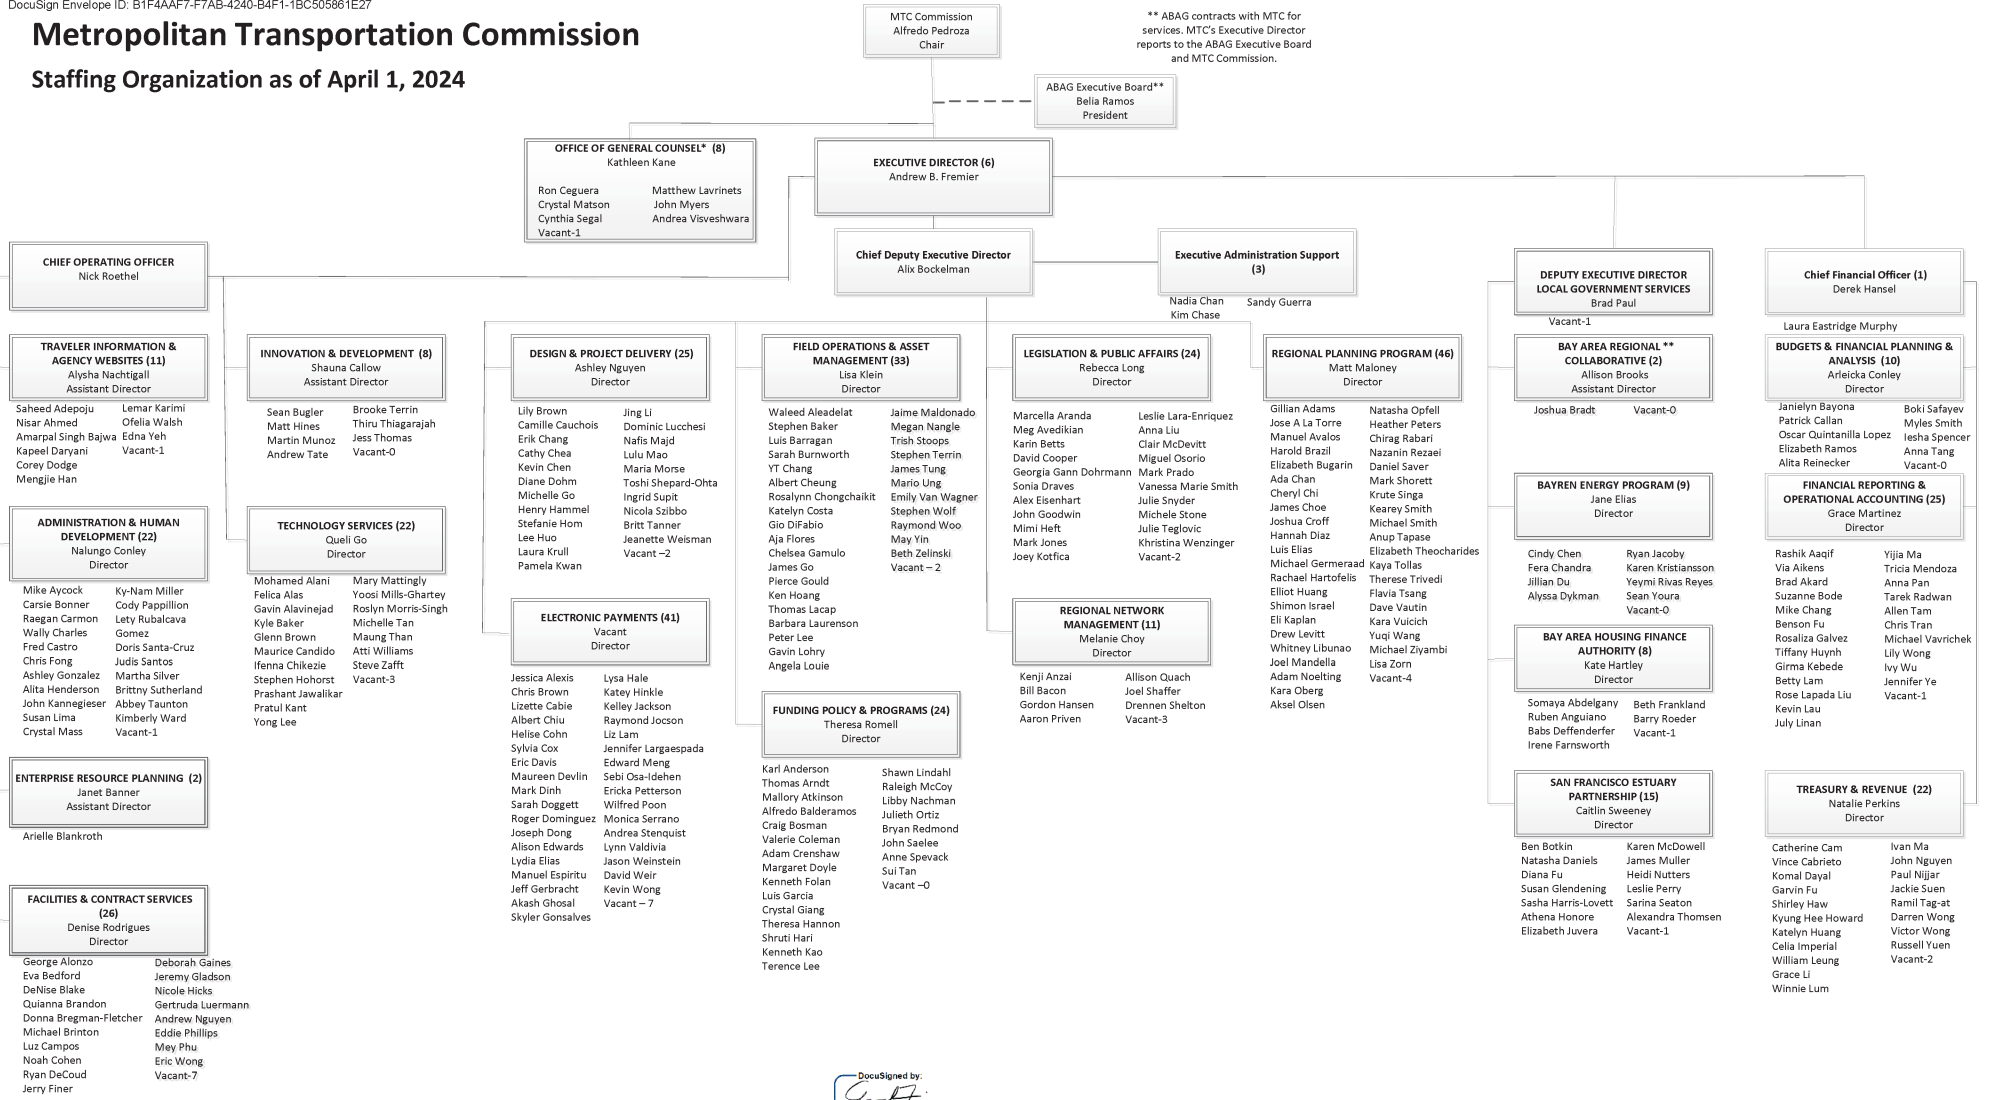 DocuSign Envelope ID: B1F4AAF7-F7AB-4240-B4F1-1BC505861E27
Metropolitan Transportation Commission
Staffing Organization as of April 1, 2024
MTC Commission
Alfredo Pedroza
Chair
** ABAG contracts with MTC for
services. MTC's Executive Director
reports to the ABAG Executive Board
and MTC Commission.
ABAG Executive Board**
Belia Ramos
President
OFFICE OF GENERAL COUNSEL* (8)
Kathleen Kane
Ron Ceguera
Crystal Matson
Cynthia Segal
Vacant-1
Matthew Lavrinets
John Myers
Andrea Visveshwara
EXECUTIVE DIRECTOR (6)
Andrew B. Fremier
CHIEF OPERATING OFFICER
Nick Roethel
Chief Deputy Executive Director
Alix Bockelman
Executive Administration Support
(3)
Nadia Chan
Kim Chase
Sandy Guerra
DEPUTY EXECUTIVE DIRECTOR
LOCAL GOVERNMENT SERVICES
Brad Paul
Vacant-1
Chief Financial Officer (1)
Derek Hansel
Laura Eastridge Murphy
TRAVELER INFORMATION &
AGENCY WEBSITES (11)
Alysha Nachtigall
Assistant Director
Saheed Adepoju
Nisar Ahmed
Amarpal Singh Bajwa
Kapeel Daryani
Corey Dodge
Mengjie Han
Lemar Karimi
Ofelia Walsh
Edna Yeh
Vacant-1
INNOVATION & DEVELOPMENT (8)
Shauna Callow
Assistant Director
Sean Bugler
Matt Hines
Martin Munoz
Andrew Tate
Brooke Terrin
Thiru Thiagarajah
Jess Thomas
Vacant-0
DESIGN & PROJECT DELIVERY (25)
Ashley Nguyen
Director
Lily Brown
Camille Cauchois
Erik Chang
Cathy Chea
Kevin Chen
Diane Dohm
Michelle Go
Henry Hammel
Stefanie Hom
Lee Huo
Laura Krull
Pamela Kwan
Jing Li
Dominic Lucchesi
Nafis Majd
Lulu Mao
Maria Morse
Toshi Shepard-Ohta
Ingrid Supit
Nicola Szibbo
Britt Tanner
Jeanette Weisman
Vacant –2
FIELD OPERATIONS & ASSET
MANAGEMENT (33)
Lisa Klein
Director
Waleed Aleadelat
Stephen Baker
Luis Barragan
Sarah Burnworth
YT Chang
Albert Cheung
Rosalynn Chongchaikit
Katelyn Costa
Gio DiFabio
Aja Flores
Chelsea Gamulo
James Go
Pierce Gould
Ken Hoang
Thomas Lacap
Barbara Laurenson
Peter Lee
Gavin Lohry
Angela Louie
Jaime Maldonado
Megan Nangle
Trish Stoops
Stephen Terrin
James Tung
Mario Ung
Emily Van Wagner
Stephen Wolf
Raymond Woo
May Yin
Beth Zelinski
Vacant – 2
LEGISLATION & PUBLIC AFFAIRS (24)
Rebecca Long
Director
Marcella Aranda
Meg Avedikian
Karin Betts
David Cooper
Georgia Gann Dohrmann
Sonia Draves
Alex Eisenhart
John Goodwin
Mimi Heft
Mark Jones
Joey Kotfica
Leslie Lara-Enriquez
Anna Liu
Clair McDevitt
Miguel Osorio
Mark Prado
Vanessa Marie Smith
Julie Snyder
Michele Stone
Julie Teglovic
Khristina Wenzinger
Vacant-2
REGIONAL PLANNING PROGRAM (46)
Matt Maloney
Director
Gillian Adams
Jose A La Torre
Manuel Avalos
Harold Brazil
Elizabeth Bugarin
Ada Chan
Cheryl Chi
James Choe
Joshua Croff
Hannah Diaz
Luis Elias
Michael Germeraad
Rachael Hartofelis
Elliot Huang
Shimon Israel
Eli Kaplan
Drew Levitt
Whitney Libunao
Joel Mandella
Adam Noelting
Kara Oberg
Aksel Olsen
Natasha Opfell
Heather Peters
Chirag Rabari
Nazanin Rezaei
Daniel Saver
Mark Shorett
Krute Singa
Kearey Smith
Michael Smith
Anup Tapase
Elizabeth Theocharides
Kaya Tollas
Therese Trivedi
Flavia Tsang
Dave Vautin
Kara Vuicich
Yuqi Wang
Michael Ziyambi
Lisa Zorn
Vacant-4
BAY AREA REGIONAL **
COLLABORATIVE (2)
Allison Brooks
Assistant Director
Joshua Bradt
Vacant-0
BUDGETS & FINANCIAL PLANNING &
ANALYSIS (10)
Arleicka Conley
Director
Janielyn Bayona
Patrick Callan
Oscar Quintanilla Lopez
Elizabeth Ramos
Alita Reinecker
Boki Safayev
Myles Smith
Iesha Spencer
Anna Tang
Vacant-0
ADMINISTRATION & HUMAN
DEVELOPMENT (22)
Nalungo Conley
Director
Mike Aycock
Carsie Bonner
Raegan Carmon
Wally Charles
Fred Castro
Chris Fong
Ashley Gonzalez
Alita Henderson
John Kannegieser
Susan Lima
Crystal Mass
Ky-Nam Miller
Cody Pappillion
Lety Rubalcava
Gomez
Doris Santa-Cruz
Judis Santos
Martha Silver
Brittny Sutherland
Abbey Taunton
Kimberly Ward
Vacant-1
TECHNOLOGY SERVICES (22)
Queli Go
Director
Mohamed Alani
Felica Alas
Gavin Alavinejad
Kyle Baker
Glenn Brown
Maurice Candido
Ifenna Chikezie
Stephen Hohorst
Prashant Jawalikar
Pratul Kant
Yong Lee
Mary Mattingly
Yoosi Mills-Ghartey
Roslyn Morris-Singh
Michelle Tan
Maung Than
Atti Williams
Steve Zafft
Vacant-3
ELECTRONIC PAYMENTS (41)
Vacant
Director
Jessica Alexis
Chris Brown
Lizette Cabie
Albert Chiu
Helise Cohn
Sylvia Cox
Eric Davis
Maureen Devlin
Mark Dinh
Sarah Doggett
Roger Dominguez
Joseph Dong
Alison Edwards
Lydia Elias
Manuel Espiritu
Jeff Gerbracht
Akash Ghosal
Skyler Gonsalves
Lysa Hale
Katey Hinkle
Kelley Jackson
Raymond Jocson
Liz Lam
Jennifer Largaespada
Edward Meng
Sebi Osa-Idehen
Ericka Petterson
Wilfred Poon
Monica Serrano
Andrea Stenquist
Lynn Valdivia
Jason Weinstein
David Weir
Kevin Wong
Vacant – 7
FUNDING POLICY & PROGRAMS (24)
Theresa Romell
Director
Karl Anderson
Thomas Arndt
Mallory Atkinson
Alfredo Balderamos
Craig Bosman
Valerie Coleman
Adam Crenshaw
Margaret Doyle
Kenneth Folan
Luis Garcia
Crystal Giang
Theresa Hannon
Shruti Hari
Kenneth Kao
Terence Lee
Shawn Lindahl
Raleigh McCoy
Libby Nachman
Julieth Ortiz
Bryan Redmond
John Saelee
Anne Spevack
Sui Tan
Vacant –0
REGIONAL NETWORK
MANAGEMENT (11)
Melanie Choy
Director
Kenji Anzai
Bill Bacon
Gordon Hansen
Aaron Priven
Allison Quach
Joel Shaffer
Drennen Shelton
Vacant-3
BAYREN ENERGY PROGRAM (9)
Jane Elias
Director
Cindy Chen
Fera Chandra
Jillian Du
Alyssa Dykman
Ryan Jacoby
Karen Kristiansson
Yeymi Rivas Reyes
Sean Youra
Vacant-0
FINANCIAL REPORTING &
OPERATIONAL ACCOUNTING (25)
Grace Martinez
Director
Rashik Aaqif
Via Aikens
Brad Akard
Suzanne Bode
Mike Chang
Benson Fu
Rosaliza Galvez
Tiffany Huynh
Girma Kebede
Betty Lam
Rose Lapada Liu
Kevin Lau
July Linan
Yijia Ma
Tricia Mendoza
Anna Pan
Tarek Radwan
Allen Tam
Chris Tran
Michael Vavrichek
Lily Wong
Ivy Wu
Jennifer Ye
Vacant-1
BAY AREA HOUSING FINANCE
AUTHORITY (8)
Kate Hartley
Director
Somaya Abdelgany
Ruben Anguiano
Babs Deffenderfer
Irene Farnsworth
Beth Frankland
Barry Roeder
Vacant-1
ENTERPRISE RESOURCE PLANNING (2)
Janet Banner
Assistant Director
Arielle Blankroth
SAN FRANCISCO ESTUARY
PARTNERSHIP (15)
Caitlin Sweeney
Director
Ben Botkin
Natasha Daniels
Diana Fu
Susan Glendening
Sasha Harris-Lovett
Athena Honore
Elizabeth Juvera
Karen McDowell
James Muller
Heidi Nutters
Leslie Perry
Sarina Seaton
Alexandra Thomsen
Vacant-1
TREASURY & REVENUE (22)
Natalie Perkins
Director
Catherine Cam
Vince Cabrieto
Komal Dayal
Garvin Fu
Shirley Haw
Kyung Hee Howard
Katelyn Huang
Celia Imperial
William Leung
Grace Li
Winnie Lum
Ivan Ma
John Nguyen
Paul Nijjar
Jackie Suen
Ramil Tag-at
Darren Wong
Victor Wong
Russell Yuen
Vacant-2
FACILITIES & CONTRACT SERVICES
(26)
Denise Rodrigues
Director
George Alonzo
Eva Bedford
DeNise Blake
Quianna Brandon
Donna Bregman-Fletcher
Michael Brinton
Luz Campos
Noah Cohen
Ryan DeCoud
Jerry Finer
Deborah Gaines
Jeremy Gladson
Nicole Hicks
Gertruda Luermann
Andrew Nguyen
Eddie Phillips
Mey Phu
Eric Wong
Vacant-7
DocuSigned by: